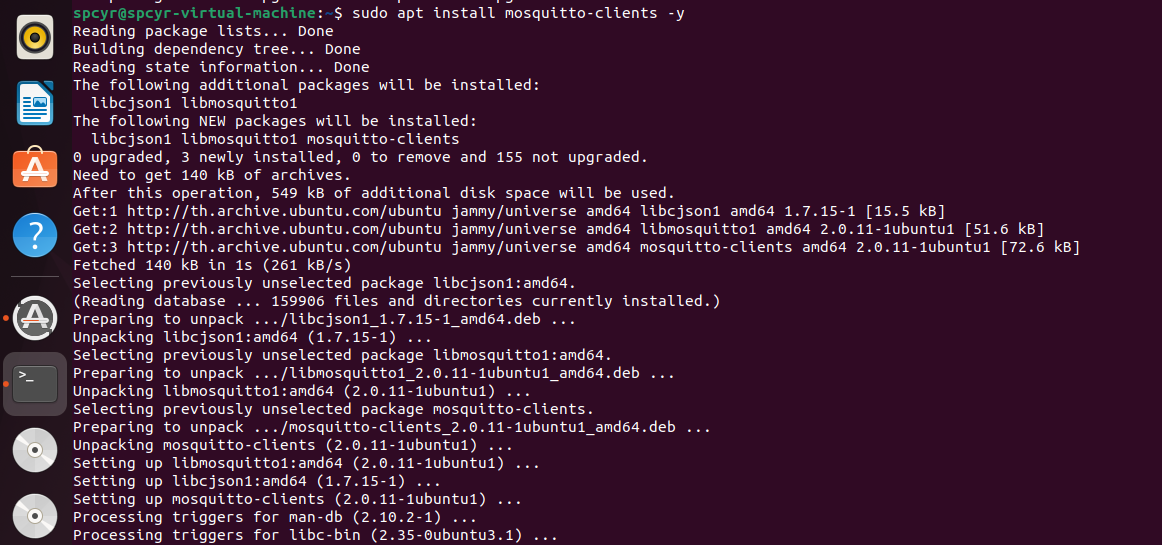 spcyr@spcyr-virtual-machine:~$ sudo apt install mosquitto-clients -y
Reading package lists... Done
Building dependency tree... Done
Reading state information... Done
The following additional packages will be installed:
  libcjson1 libmosquitto1
The following NEW packages will be installed:
  libcjson1 libmosquitto1 mosquitto-clients
0 upgraded, 3 newly installed, 0 to remove and 155 not upgraded.
Need to get 140 kB of archives.
After this operation, 549 kB of additional disk space will be used.
Get:1 http://th.archive.ubuntu.com/ubuntu jammy/universe amd64 libcjson1 amd64 1.7.15-1 [15.5 kB]
Get:2 http://th.archive.ubuntu.com/ubuntu jammy/universe amd64 libmosquitto1 amd64 2.0.11-1ubuntu1 [51.6 kB]
Get:3 http://th.archive.ubuntu.com/ubuntu jammy/universe amd64 mosquitto-clients amd64 2.0.11-1ubuntu1 [72.6 kB]
Fetched 140 kB in 1s (261 kB/s)
Selecting previously unselected package libcjson1:amd64.
(Reading database ... 159906 files and directories currently installed.)
Preparing to unpack .../libcjson1_1.7.15-1_amd64.deb ...
Unpacking libcjson1:amd64 (1.7.15-1) ...
Selecting previously unselected package libmosquitto1:amd64.
Preparing to unpack .../libmosquitto1_2.0.11-1ubuntu1_amd64.deb ...
Unpacking libmosquitto1:amd64 (2.0.11-1ubuntu1) ...
Selecting previously unselected package mosquitto-clients.
Preparing to unpack .../mosquitto-clients_2.0.11-1ubuntu1_amd64.deb ...
Unpacking mosquitto-clients (2.0.11-1ubuntu1) ...
Setting up libmosquitto1:amd64 (2.0.11-1ubuntu1) ...
Setting up libcjson1:amd64 (1.7.15-1) ...
Setting up mosquitto-clients (2.0.11-1ubuntu1) ...
Processing triggers for man-db (2.10.2-1) ...
Processing triggers for libc-bin (2.35-0ubuntu3.1) ...